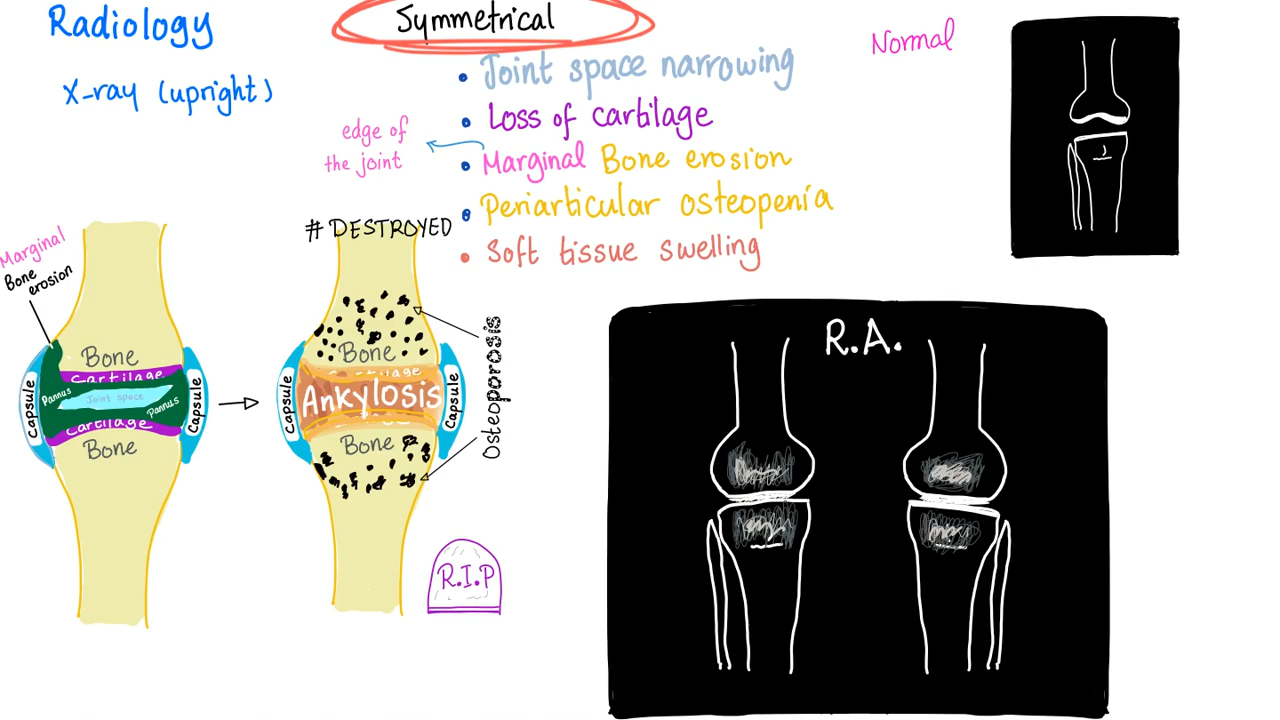 Radiology
X-ray (upright)
Symmetrical
• Joint space narrowing
• Loss of cartilage
• Marginal Bone erosion
• Periarticular osteopenia
• Soft tissue swelling
edge of
the joint
Normal
Marginal
Bone
erosion
Bone
Cartilage
Capsule
Pannus
Joint space
Pannus
Capsule
Cartilage
Bone
# DESTROYED
Bone
Capsule
Ankylosis
Capsule
Bone
Osteoporosis
R.I.P
R.A.